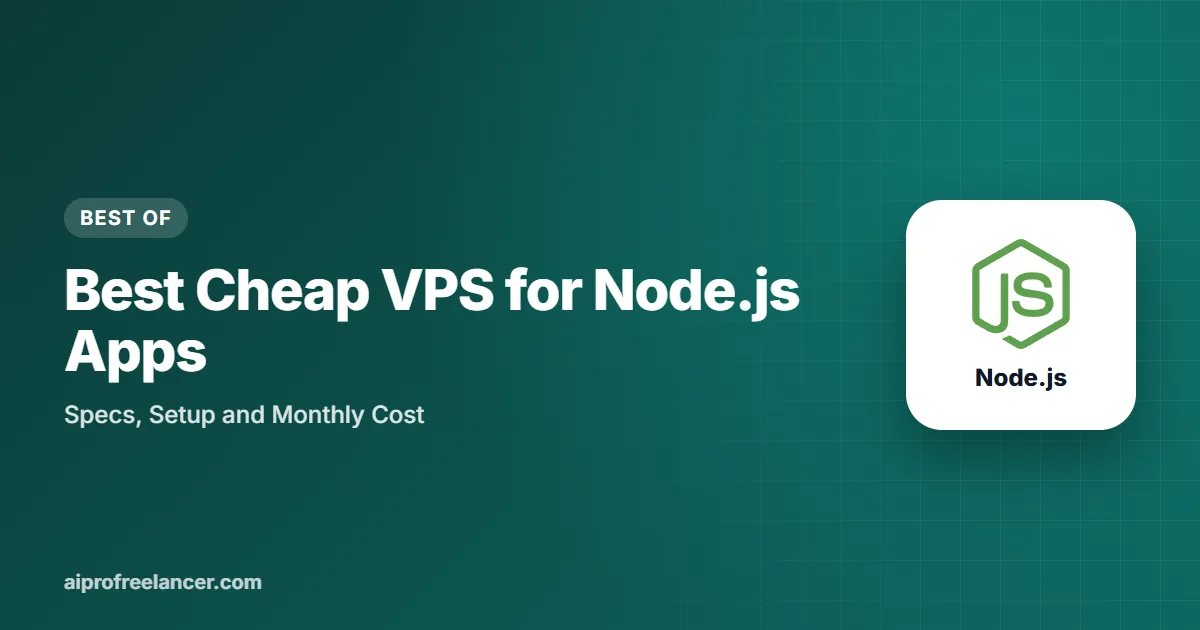 BEST OF
Best Cheap VPS for Node.js
Apps
Specs, Setup and Monthly Cost
JS
Node.js
aiprofreelancer.com